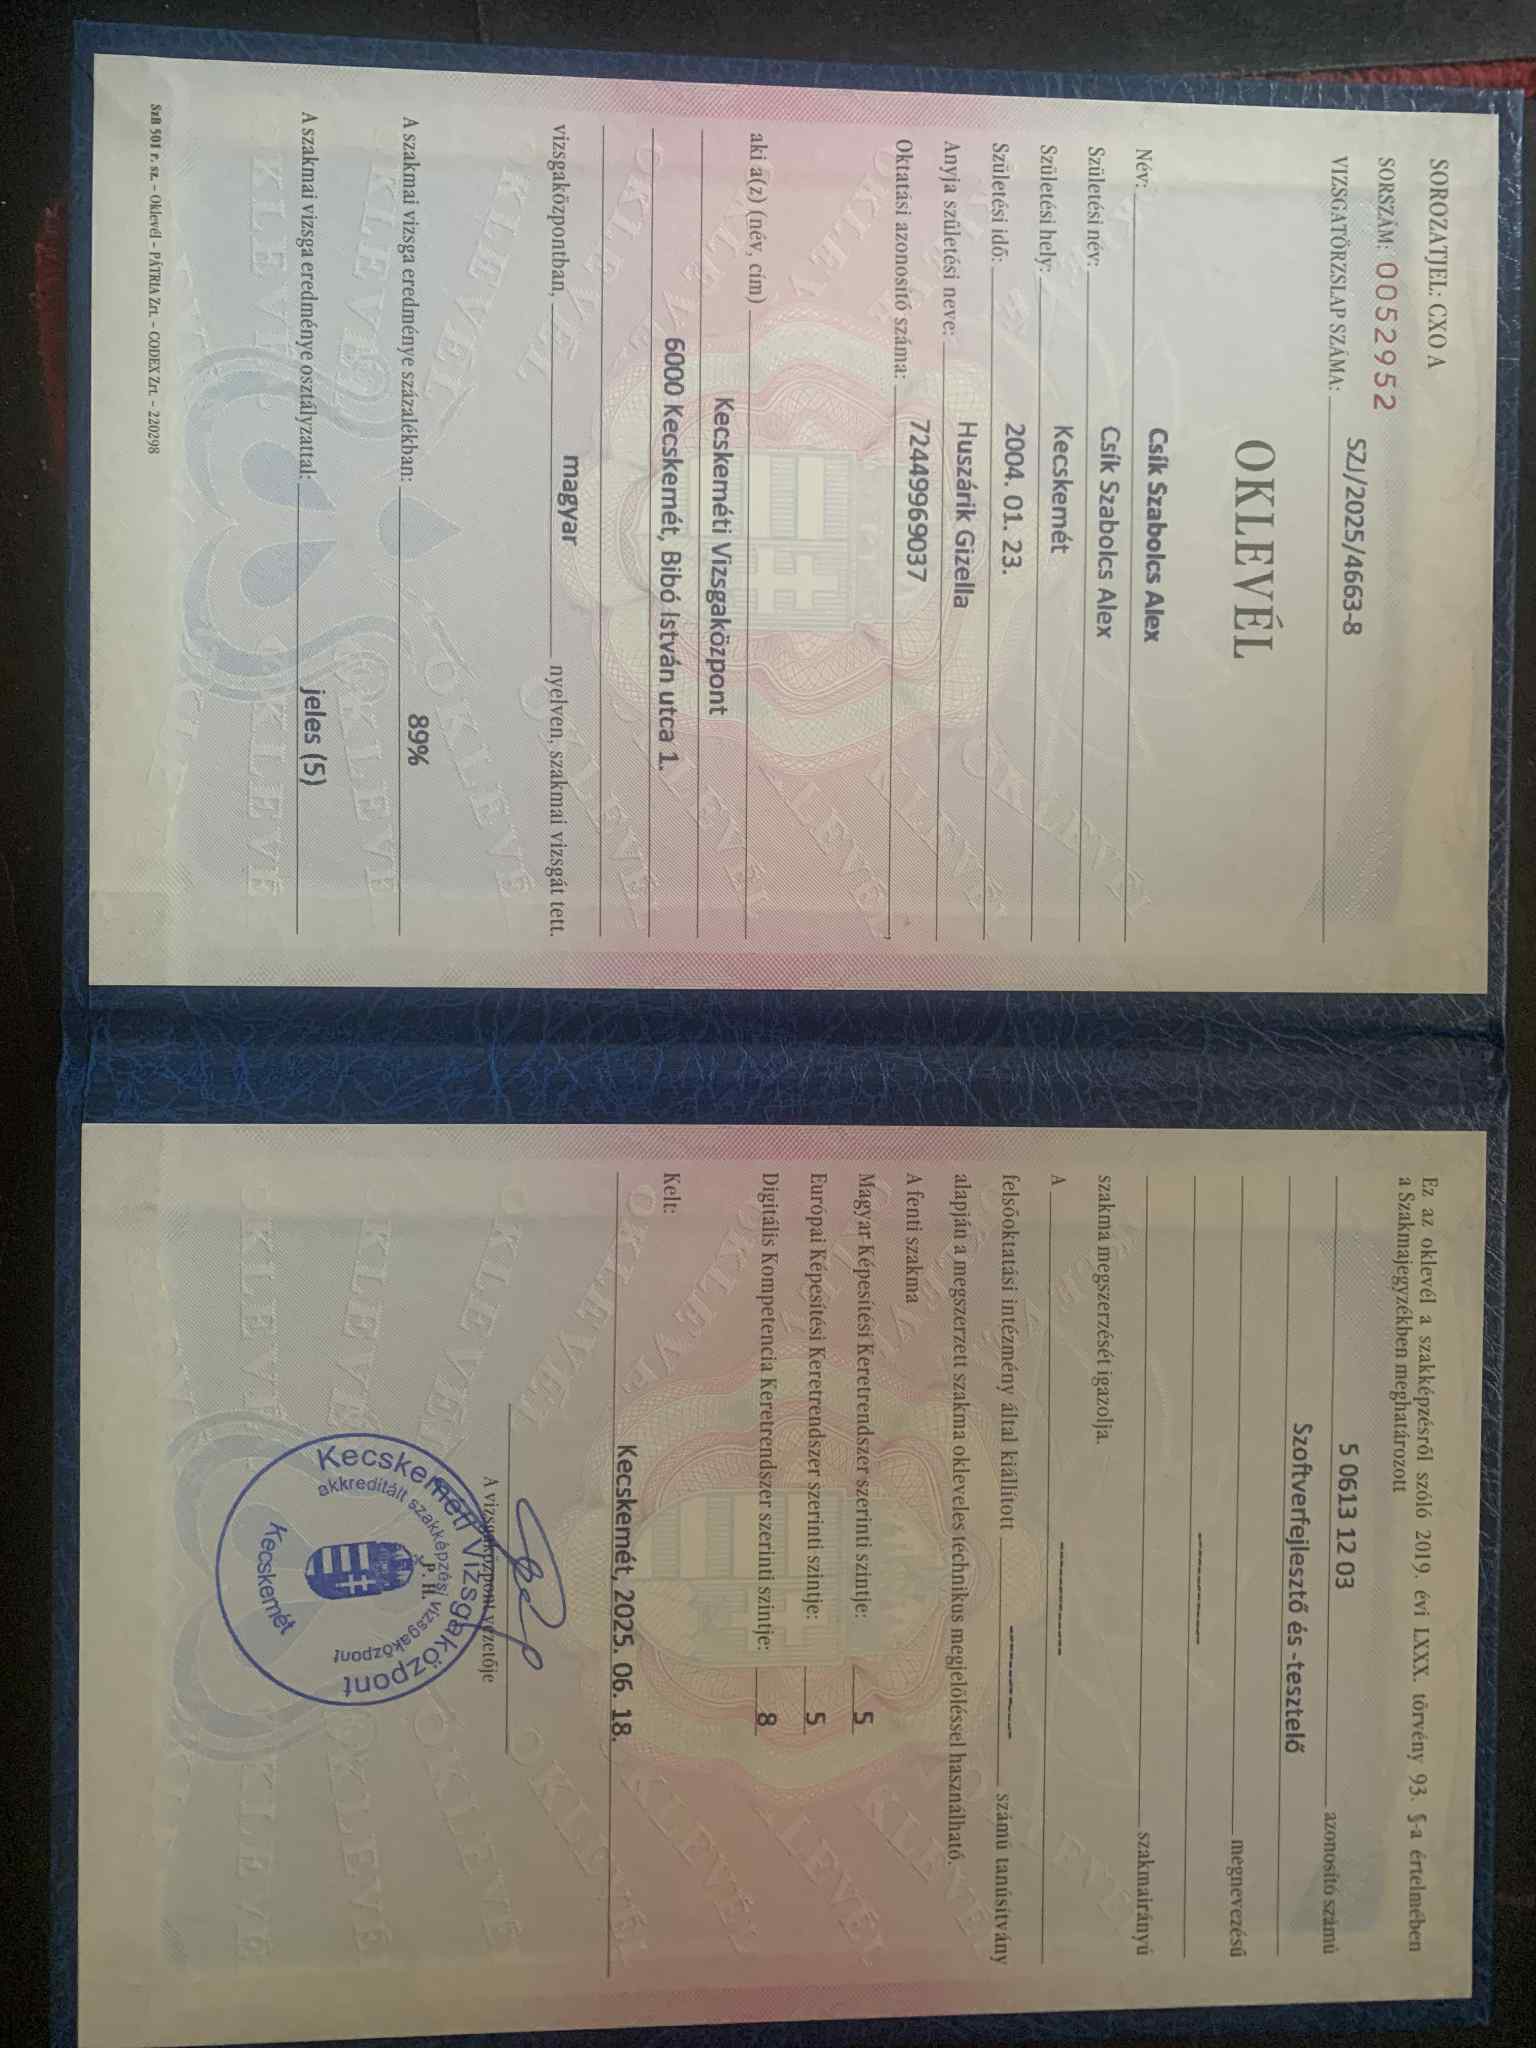 SOROZATJEL: CXO A
SORSZÁM: 0052952
VIZSGATÖRZSLAP SZÁMA: SZJ/2025/4663-8
OKLEVÉL
Név: Csík Szabolcs Alex
Születési név: Csík Szabolcs Alex
Születési hely: Kecskemét
Születési idő: 2004. 01. 23.
Anyja születési neve: Huszárik Gizella
Oktatási azonosító száma: 72449969037,
aki a(z) (név, cím)
Kecskeméti Vizsgaközpont
6000 Kecskemét, Bibó István utca 1.
vizsgaközpontban, magyar nyelven, szakmai vizsgát tett.
A szakmai vizsga eredménye százalékban: 89%
A szakmai vizsga eredménye osztályzattal: jeles (5)
SzB 501 r. sz. – Oklevél – PÁTRIA Zrt. – CODEX Zrt. – 220298
Ez az oklevél a szakképzésről szóló 2019. évi LXXX. törvény 93. §-a értelmében
a Szakmajegyzékben meghatározott
5 0613 12 03 azonosító számú
Szoftverfejlesztő és -tesztelő
megnevezésű
----------
szakmairányú
szakma megszerzését igazolja.
A ----------
felsőoktatási intézmény által kiállított ---------- számú tanúsítvány
alapján a megszerzett szakma okleveles technikus megjelöléssel használható.
A fenti szakma
Magyar Képesítési Keretrendszer szerinti szintje: 5
Európai Képesítési Keretrendszer szerinti szintje: 5
Digitális Kompetencia Keretrendszer szerinti szintje: 8
Kelt:
Kecskemét, 2025. 06. 18.
A vizsgaközpont vezetője
P. H.
Kecskeméti Vizsgaközpont
akkreditált szakképzési vizsgaközpont
Kecskemét